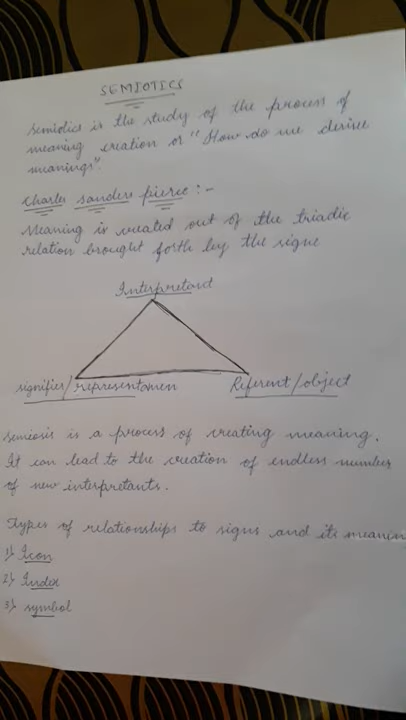 SEMIOTICS
Semiotics is the study of the process of
meaning creation or "How do we derive
meanings".
Charles sanders pierce :-
Meaning is created out of the triadic
relation brought forth by the signe
Interpretant
signifier/representamen Referent/object
semiosis is a process of creating meaning.
It can lead to the creation of endless number
of new interpretants.
Types of relationships to signs and its meanin
1) Icon
2) Index
3) symbol